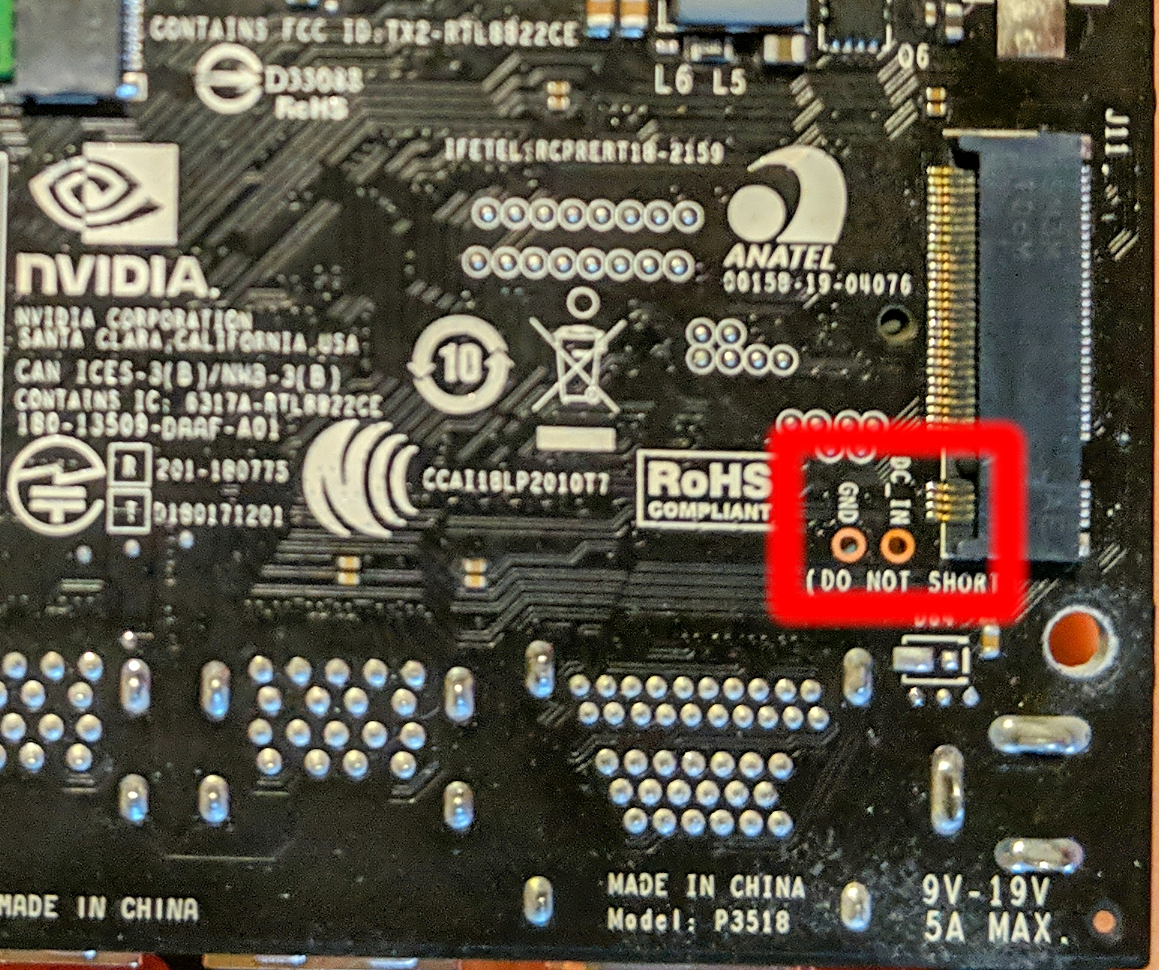 CONTAINS FCC ID:TX2-RTL8822CE
D33083
RoHS
L6 L5
Q6
J11
IFETEL:RCPRERT18-2159
ANATEL
00158-19-04076
NVIDIA.
NVIDIA CORPORATION
SANTA CLARA,CALIFORNIA,USA
CAN ICES-3(B)/NMB-3(B)
CONTAINS IC: 6317A-RTL8822CE
180-13509-DAAF-A01
10
R 201-180775
T D180171201
CCAI18LP2010T7
RoHS
COMPLIANT
GND
DC_IN
(DO NOT SHORT
MADE IN CHINA
MADE IN CHINA
Model: P3518
9V-19V
5A MAX.